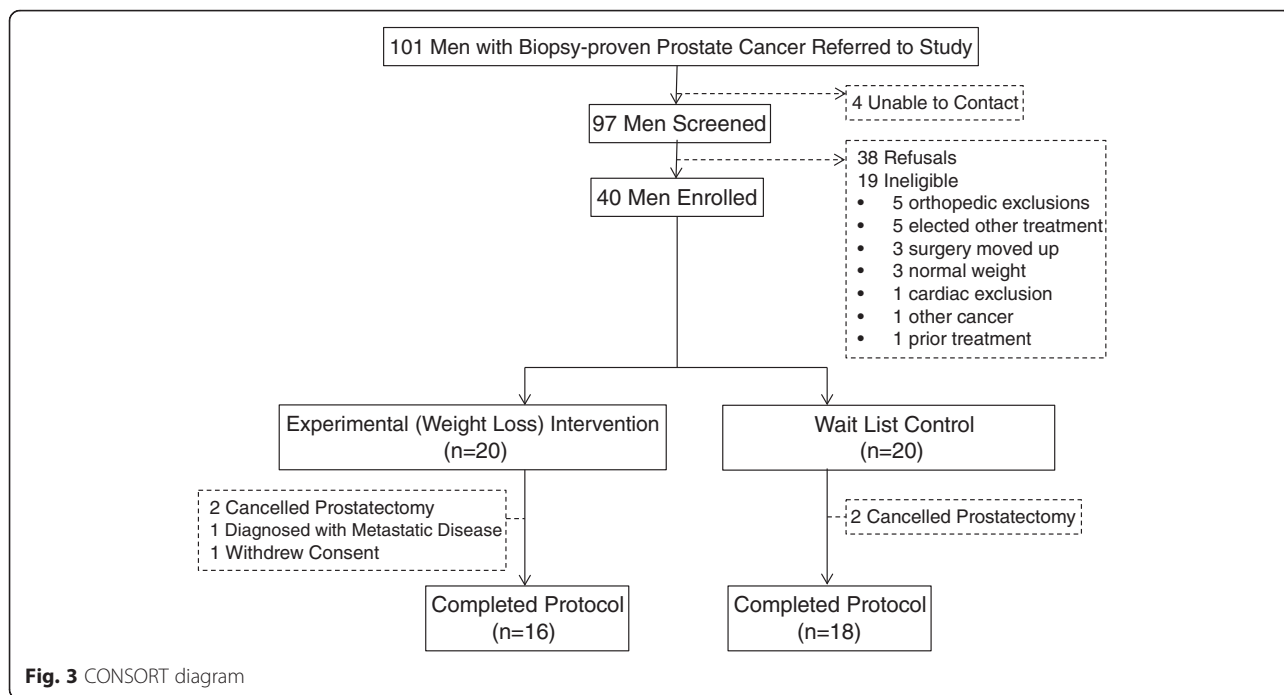 101 Men with Biopsy-proven Prostate Cancer Referred to Study
4 Unable to Contact
97 Men Screened
38 Refusals
19 Ineligible
• 5 orthopedic exclusions
• 5 elected other treatment
• 3 surgery moved up
• 3 normal weight
• 1 cardiac exclusion
• 1 other cancer
• 1 prior treatment
40 Men Enrolled
Experimental (Weight Loss) Intervention
(n=20)
Wait List Control
(n=20)
2 Cancelled Prostatectomy
1 Diagnosed with Metastatic Disease
1 Withdrew Consent
2 Cancelled Prostatectomy
Completed Protocol
(n=16)
Completed Protocol
(n=18)
Fig. 3 CONSORT diagram